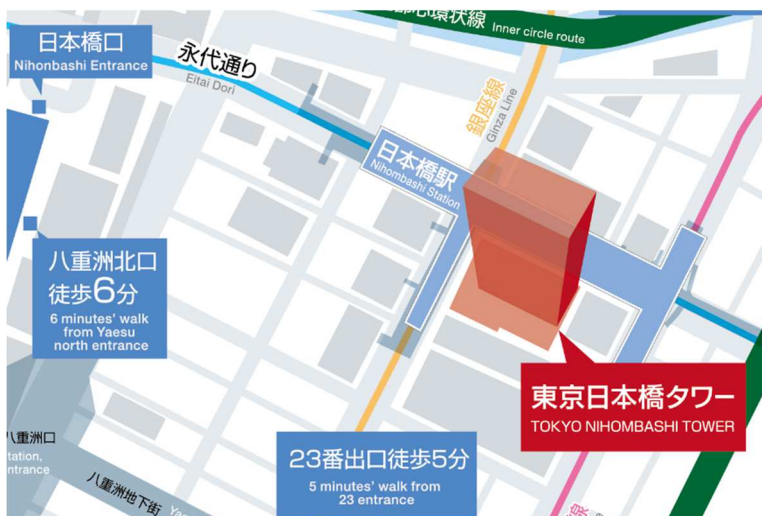 環状線 Inner circle route
日本橋口
Nihonbashi Entrance
永代通り
Eitai Dori
銀座線
Ginza Line
日本橋駅
Nihombashi Station
八重洲北口
徒歩6分
6 minutes' walk
from Yaesu
north entrance
東京日本橋タワー
TOKYO NIHOMBASHI TOWER
八重洲口
tation,
ntrance
23番出口徒歩5分
5 minutes' walk from
23 entrance
八重洲地下街
線